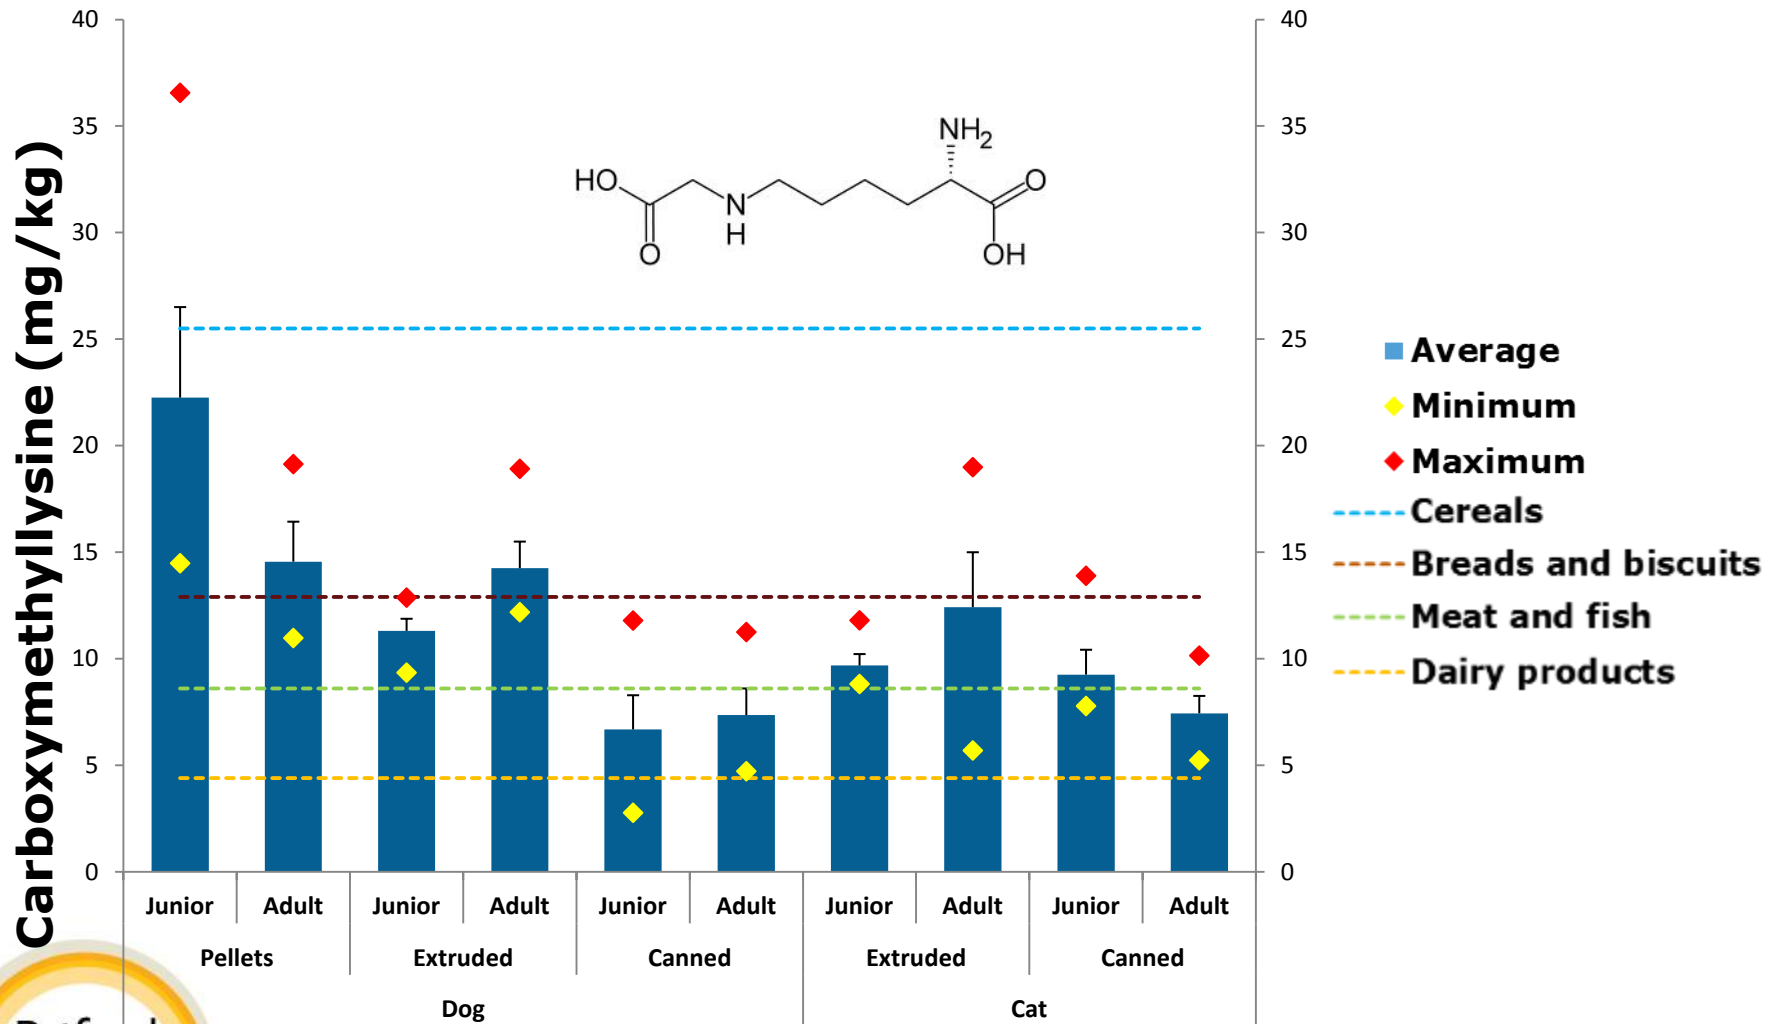 Carboxymethyllysine (mg/kg)
40
35
30
25
20
15
10
5
0
40
35
30
25
20
15
10
5
0
NH2
HO
O
N
H
O
OH
Average
Minimum
Maximum
Cereals
Breads and biscuits
Meat and fish
Dairy products
Junior Adult Junior Adult Junior Adult Junior Adult Junior Adult
Pellets Extruded Canned Extruded Canned
Dog Cat